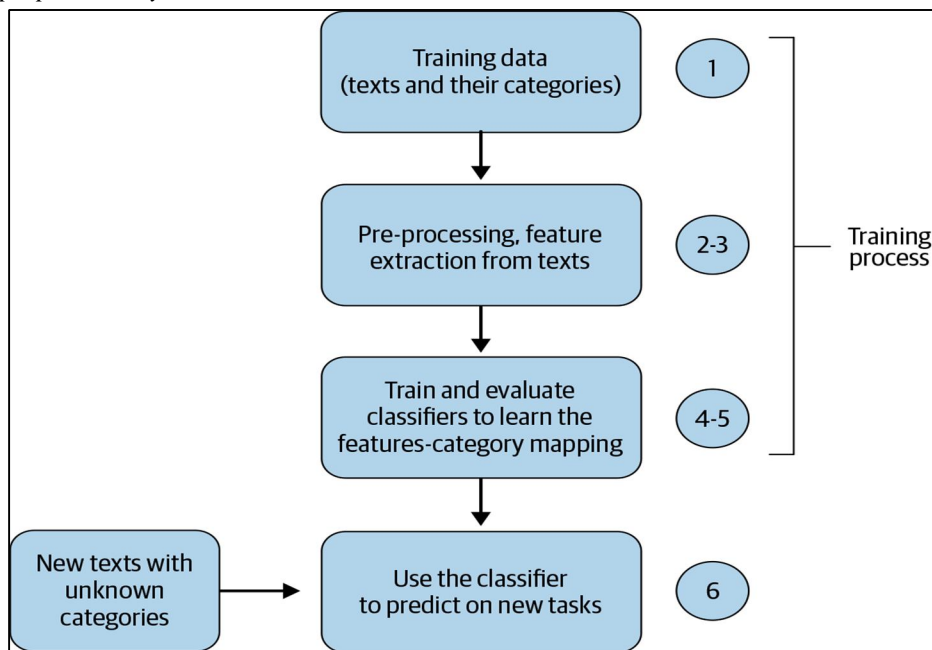 Training data
(texts and their categories)
1
Pre-processing, feature
extraction from texts
2-3
Training
process
Train and evaluate
classifiers to learn the
features-category mapping
4-5
New texts with
unknown
categories
Use the classifier
to predict on new tasks
6